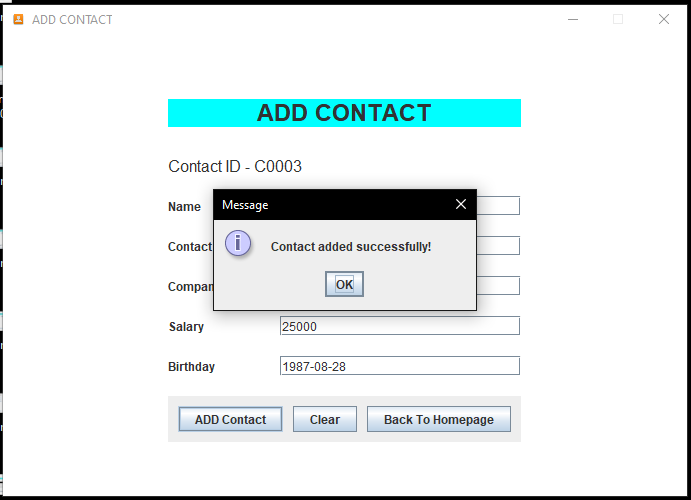 ADD CONTACT
ADD CONTACT
Contact ID - C0003
Name
Message
Contact
Contact added successfully!
Compan
OK
Salary 25000
Birthday 1987-08-28
ADD Contact Clear Back To Homepage